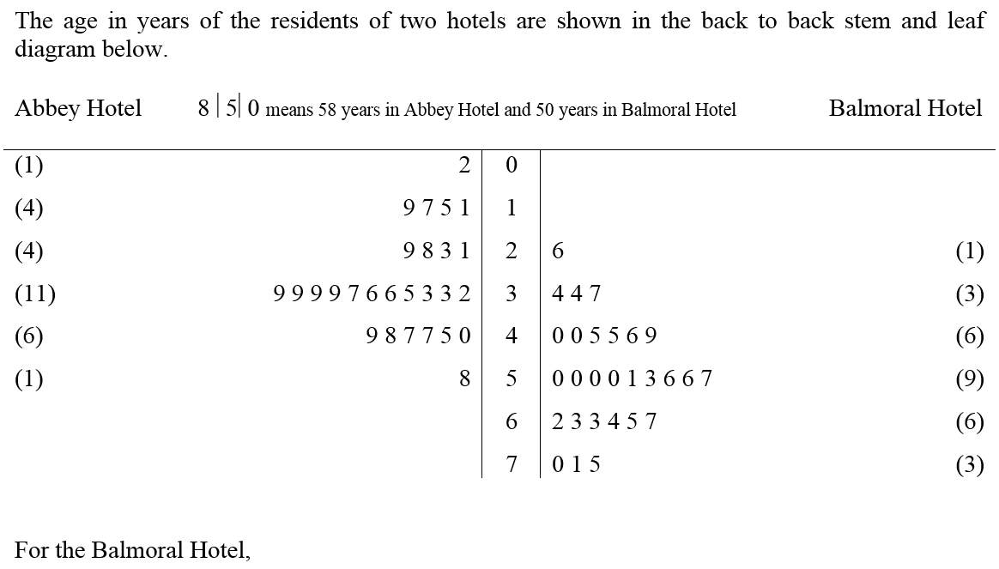 The age in years of the residents of two hotels are shown in the back to back stem and leaf
diagram below.
Abbey Hotel 8 | 5 | 0 means 58 years in Abbey Hotel and 50 years in Balmoral Hotel Balmoral Hotel
(1) 2 0
(4) 9 7 5 1 1
(4) 9 8 3 1 2 6 (1)
(11) 9 9 9 9 7 6 6 5 3 3 2 3 4 4 7 (3)
(6) 9 8 7 7 5 0 4 0 0 5 5 6 9 (6)
(1) 8 5 0 0 0 0 1 3 6 6 7 (9)
6 2 3 3 4 5 7 (6)
7 0 1 5 (3)
For the Balmoral Hotel,